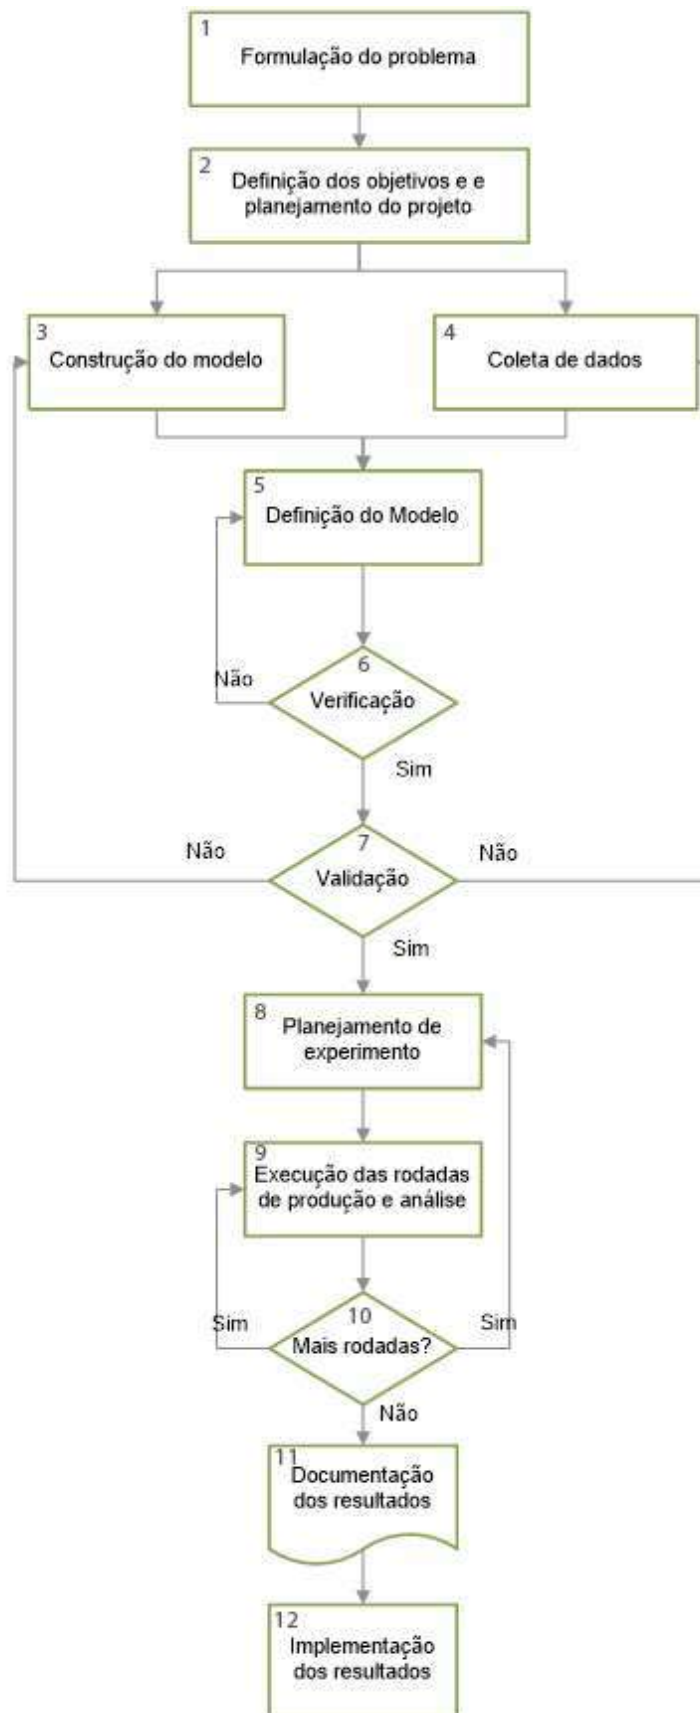 1
Formulação do problema
2
Definição dos objetivos e e
planejamento do projeto
3
Construção do modelo
4
Coleta de dados
5
Definição do Modelo
6
Não
Verificação
Sim
7
Não
Não
Validação
Sim
8
Planejamento de
experimento
9
Execução das rodadas
de produção e análise
10
Sim
Sim
Mais rodadas?
Não
11
Documentação
dos resultados
12
Implementação
dos resultados